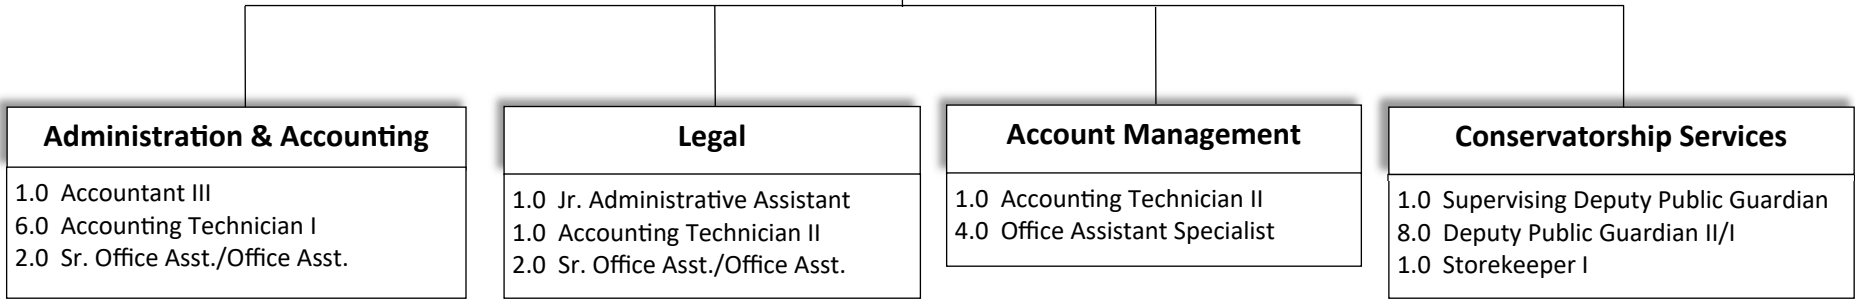 Administration & Accounting
1.0 Accountant III
6.0 Accounting Technician I
2.0 Sr. Office Asst./Office Asst.
Legal
1.0 Jr. Administrative Assistant
1.0 Accounting Technician II
2.0 Sr. Office Asst./Office Asst.
Account Management
1.0 Accounting Technician II
4.0 Office Assistant Specialist
Conservatorship Services
1.0 Supervising Deputy Public Guardian
8.0 Deputy Public Guardian II/I
1.0 Storekeeper I